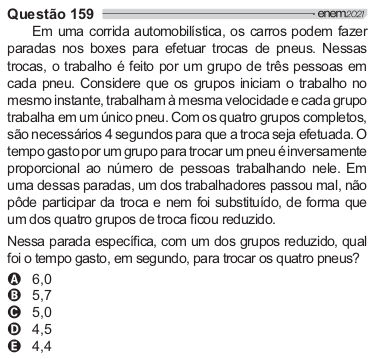 Questão 159 enem2021
Em uma corrida automobilística, os carros podem fazer
paradas nos boxes para efetuar trocas de pneus. Nessas
trocas, o trabalho é feito por um grupo de três pessoas em
cada pneu. Considere que os grupos iniciam o trabalho no
mesmo instante, trabalham à mesma velocidade e cada grupo
trabalha em um único pneu. Com os quatro grupos completos,
são necessários 4 segundos para que a troca seja efetuada. O
tempo gasto por um grupo para trocar um pneu é inversamente
proporcional ao número de pessoas trabalhando nele. Em
uma dessas paradas, um dos trabalhadores passou mal, não
pôde participar da troca e nem foi substituído, de forma que
um dos quatro grupos de troca ficou reduzido.
Nessa parada específica, com um dos grupos reduzido, qual
foi o tempo gasto, em segundo, para trocar os quatro pneus?
A 6,0
B 5,7
C 5,0
D 4,5
E 4,4